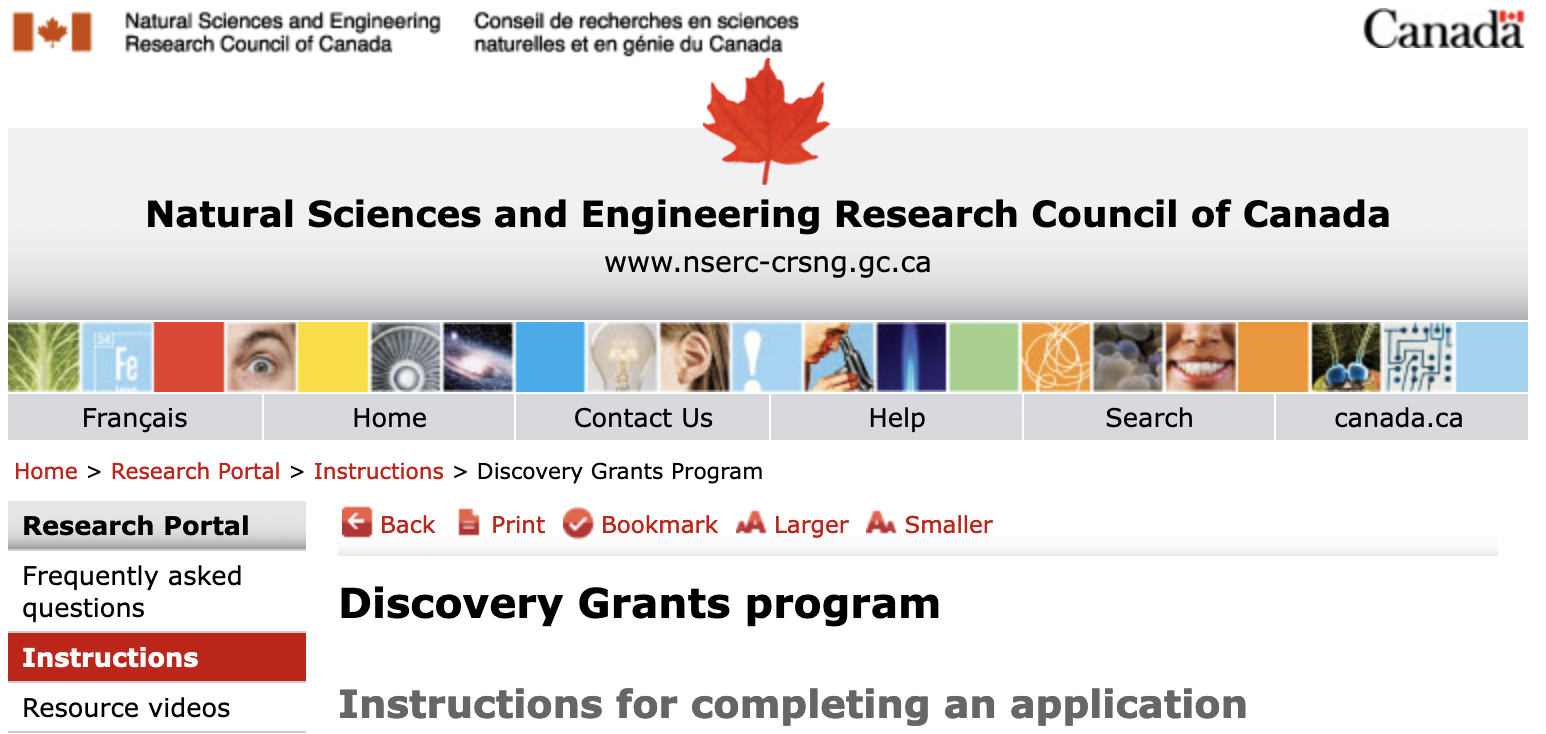 Natural Sciences and Engineering
Research Council of Canada
Conseil de recherches en sciences
naturelles et en génie du Canada
Canada
Natural Sciences and Engineering Research Council of Canada
www.nserc-crsng.gc.ca
Fe
!
Français Home Contact Us Help Search canada.ca
Home > Research Portal > Instructions > Discovery Grants Program
Research Portal
Frequently asked
questions
Instructions
Resource videos
Back Print Bookmark Larger Smaller
Discovery Grants program
Instructions for completing an application